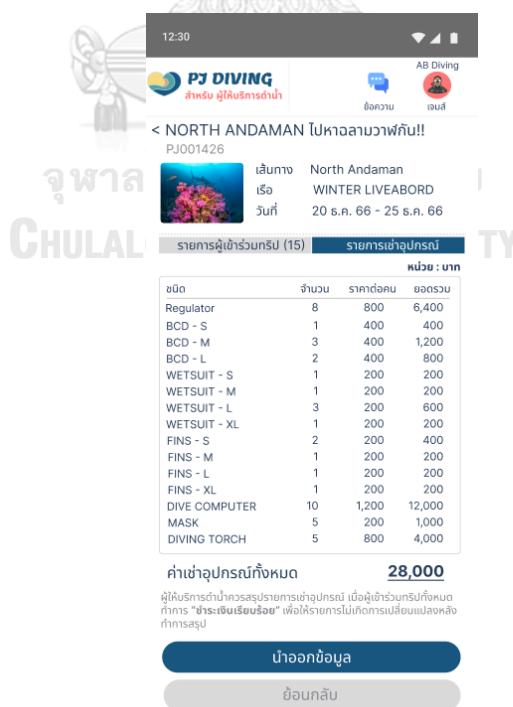 12:30
AB Diving
PJ DIVING
สำหรับ ผู้ให้บริการดำน้ำ
ข้อความ
เจมส์
< NORTH ANDAMAN ไปหาฉลามวาฬกัน!!
PJ001426
เส้นทาง North Andaman
เรือ WINTER LIVEABORD
วันที่ 20 ธ.ค. 66 - 25 ธ.ค. 66
จุฬาล
CHULAL
TY
รายการผู้เข้าร่วมทริป (15) รายการเช่าอุปกรณ์
หน่วย : บาท
ชนิด จำนวน ราคาต่อคน ยอดรวม
Regulator 8 800 6,400
BCD - S 1 400 400
BCD - M 3 400 1,200
BCD - L 2 400 800
WETSUIT - S 1 200 200
WETSUIT - M 1 200 200
WETSUIT - L 3 200 600
WETSUIT - XL 1 200 200
FINS - S 2 200 400
FINS - M 1 200 200
FINS - L 1 200 200
FINS - XL 1 200 200
DIVE COMPUTER 10 1,200 12,000
MASK 5 200 1,000
DIVING TORCH 5 800 4,000
ค่าเช่าอุปกรณ์ทั้งหมด 28,000
ผู้ให้บริการดำน้ำควรสรุปรายการเช่าอุปกรณ์ เมื่อผู้เข้าร่วมทริปทั้งหมด
ทำการ "ชำระเงินเรียบร้อย" เพื่อให้รายการไม่เกิดการเปลี่ยนแปลงหลัง
ทำการสรุป
นำออกข้อมูล
ย้อนกลับ